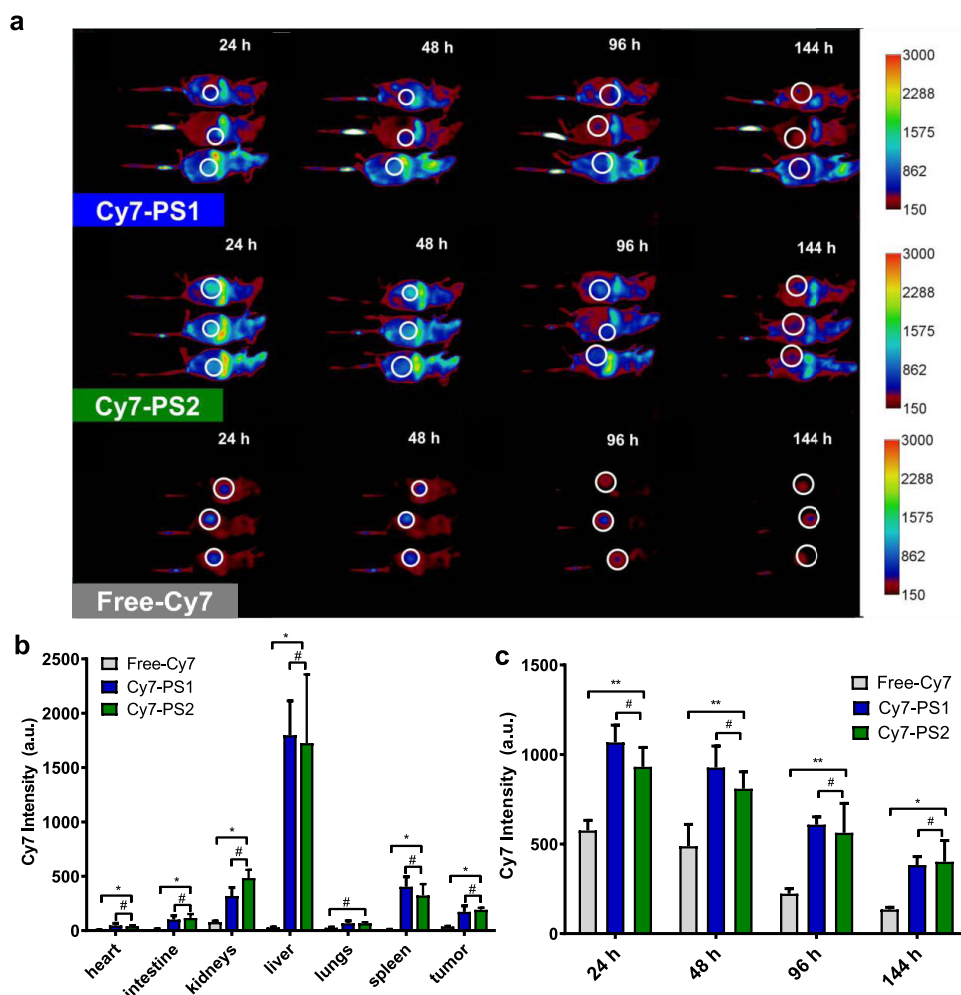 a
24 h 48 h 96 h 144 h
3000
2288
1575
862
150
Cy7-PS1
24 h 48 h 96 h 144 h
3000
2288
1575
862
150
Cy7-PS2
24 h 48 h 96 h 144 h
3000
2288
1575
862
150
Free-Cy7
b
Cy7 Intensity (a.u.)
2500
2000
1500
1000
500
0
Free-Cy7
Cy7-PS1
Cy7-PS2
* # * # * # * # # * # * #
heart intestine kidneys liver lungs spleen tumor
c
Cy7 Intensity (a.u.)
1500
1000
500
0
Free-Cy7
Cy7-PS1
Cy7-PS2
** # ** # ** # * #
24 h 48 h 96 h 144 h